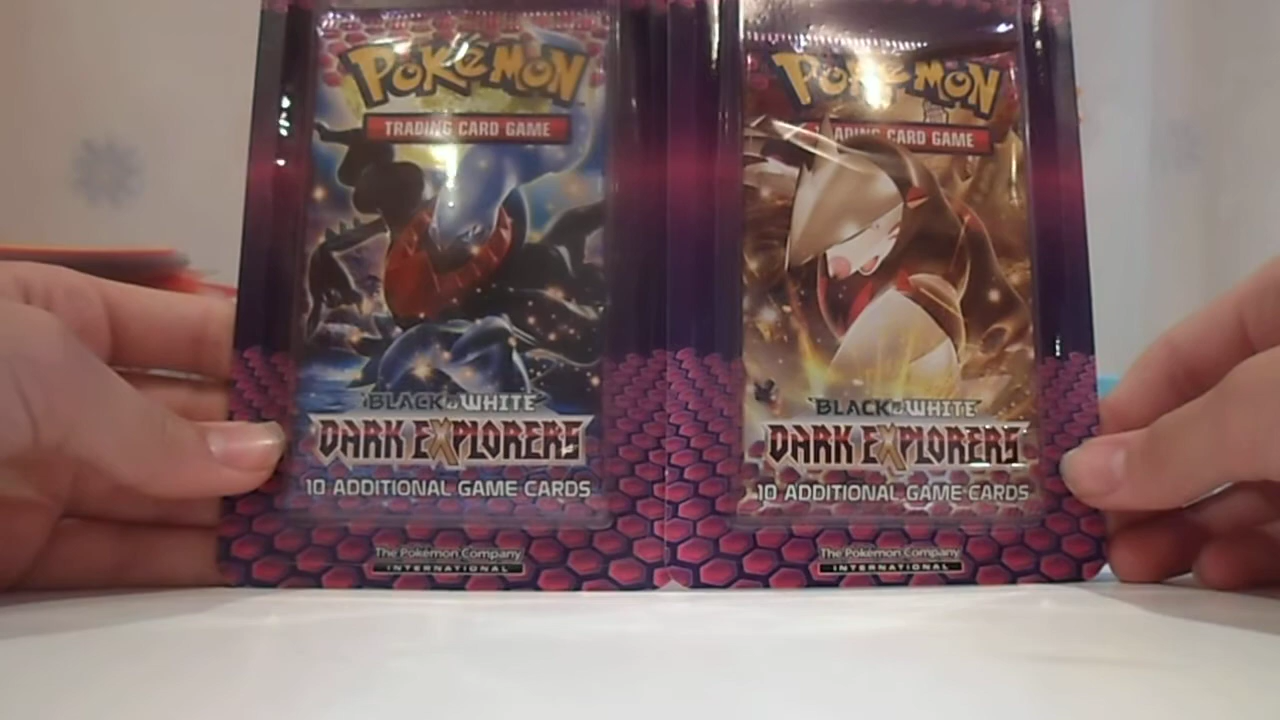 POKéMON
TRADING CARD GAME
BLACK & WHITE
DARK EXPLORERS
10 ADDITIONAL GAME CARDS
The Pokémon Company
INTERNATIONAL
POKéMON
TRADING CARD GAME
BLACK & WHITE
DARK EXPLORERS
10 ADDITIONAL GAME CARDS
The Pokémon Company
INTERNATIONAL